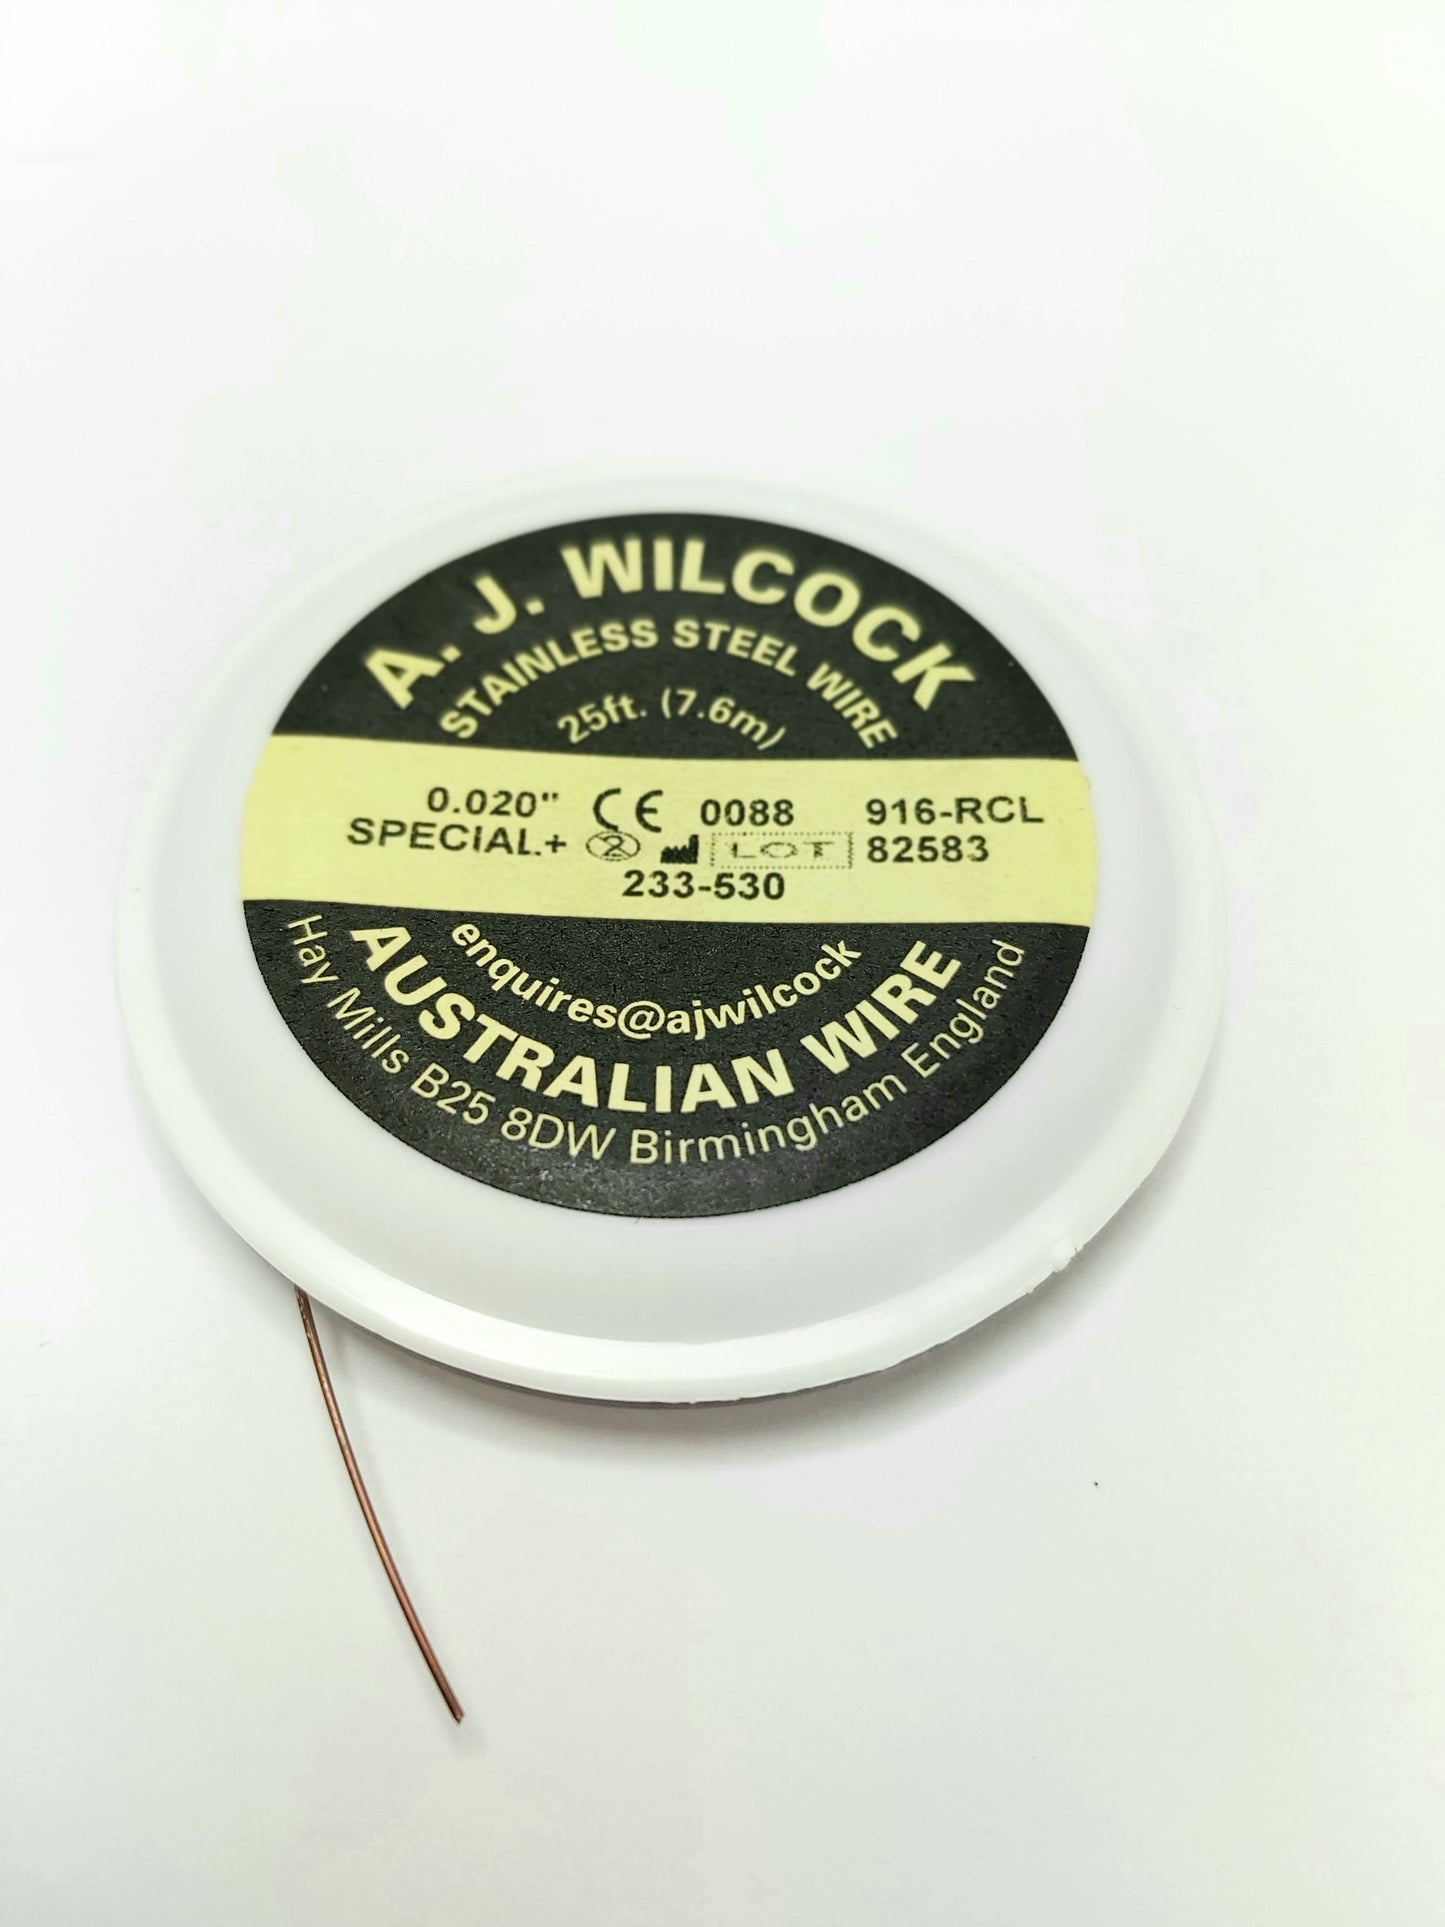 A. J. WILCOCK
STAINLESS STEEL WIRE
25ft. (7.6m)
0.020" CE 0088 916-RCL
SPECIAL.+ 2 LOT 82583
233-530
enquires@ajwilcock
AUSTRALIAN WIRE
Hay Mills B25 8DW Birmingham England